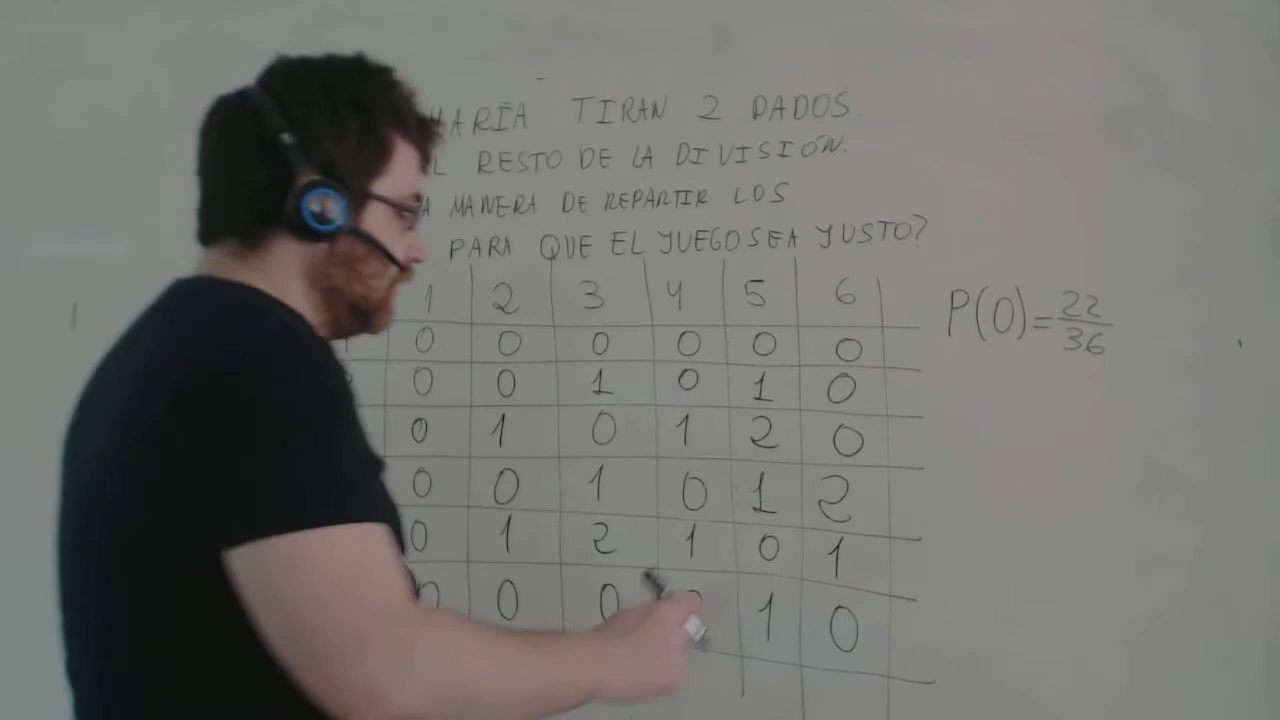 MARÍA TIRAN 2 DADOS.
RESTO DE LA DIVISIÓN.
MANERA DE REPARTIR LOS
PARA QUE EL JUEGO SEA JUSTO?
1 2 3 4 5 6
P(0)=22/36
0 0 0 0 0 0
0 0 1 0 1 0
0 1 0 1 2 0
0 0 1 0 1 2
0 1 2 1 0 1
0 0 0 1 0